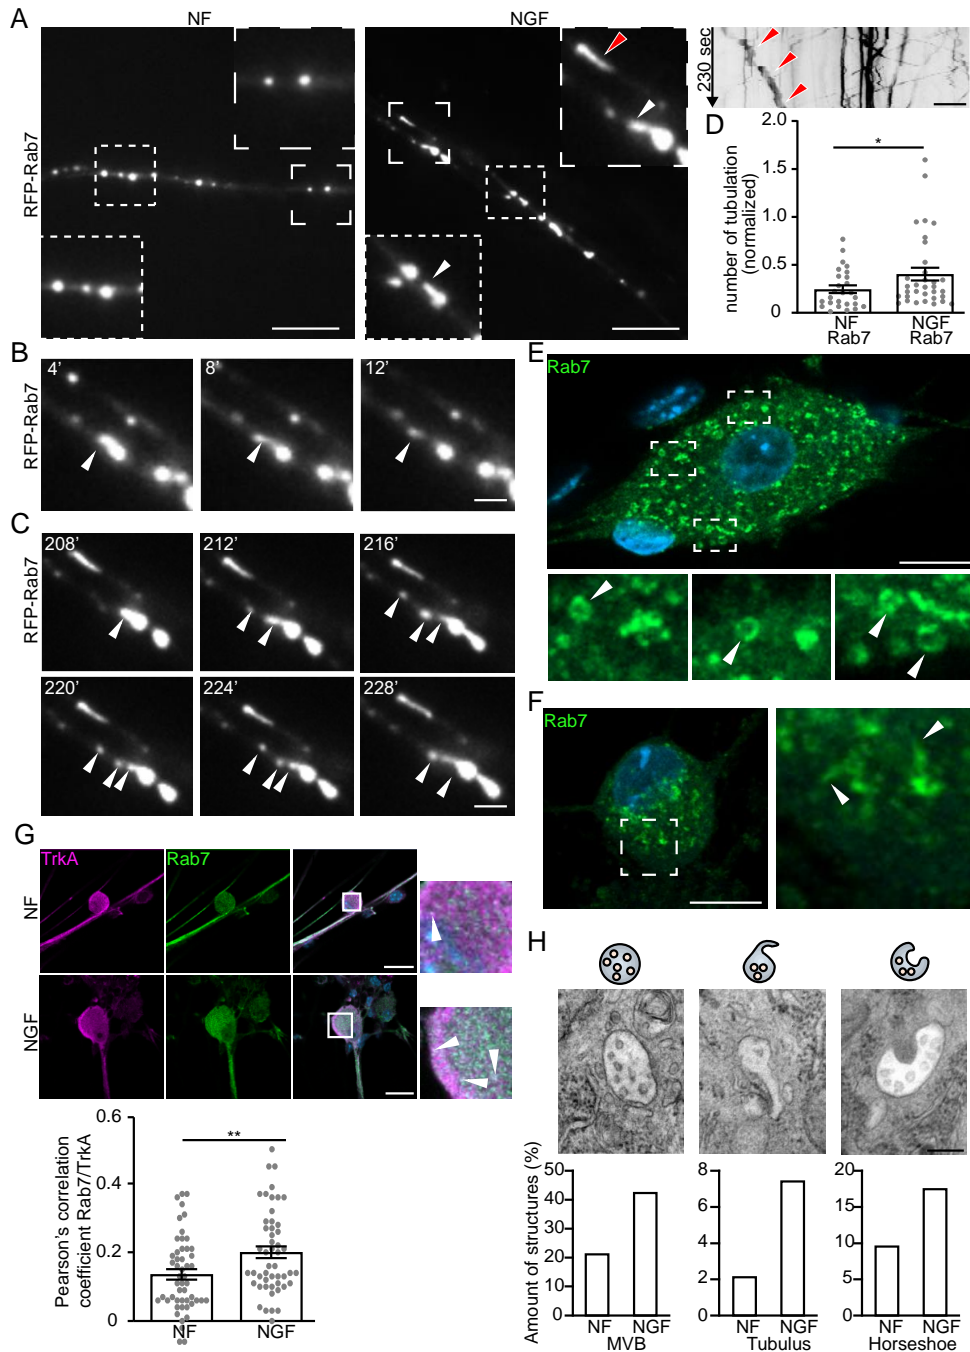 A
NF
NGF
RFP-Rab7
230 sec
D
2.0
1.5
1.0
0.5
0
number of tubulation
(normalized)
*
NF
Rab7
NGF
Rab7
B
RFP-Rab7
4'
8'
12'
C
RFP-Rab7
208'
212'
216'
220'
224'
228'
E
Rab7
F
Rab7
G
TrkA
Rab7
NF
NGF
Pearson's correlation
coefficient Rab7/TrkA
0.6
0.4
0.2
0
**
NF
NGF
H
Amount of structures (%)
50
40
30
20
10
0
NF
NGF
MVB
8
6
4
2
0
NF
NGF
Tubulus
20
15
10
5
0
NF
NGF
Horseshoe